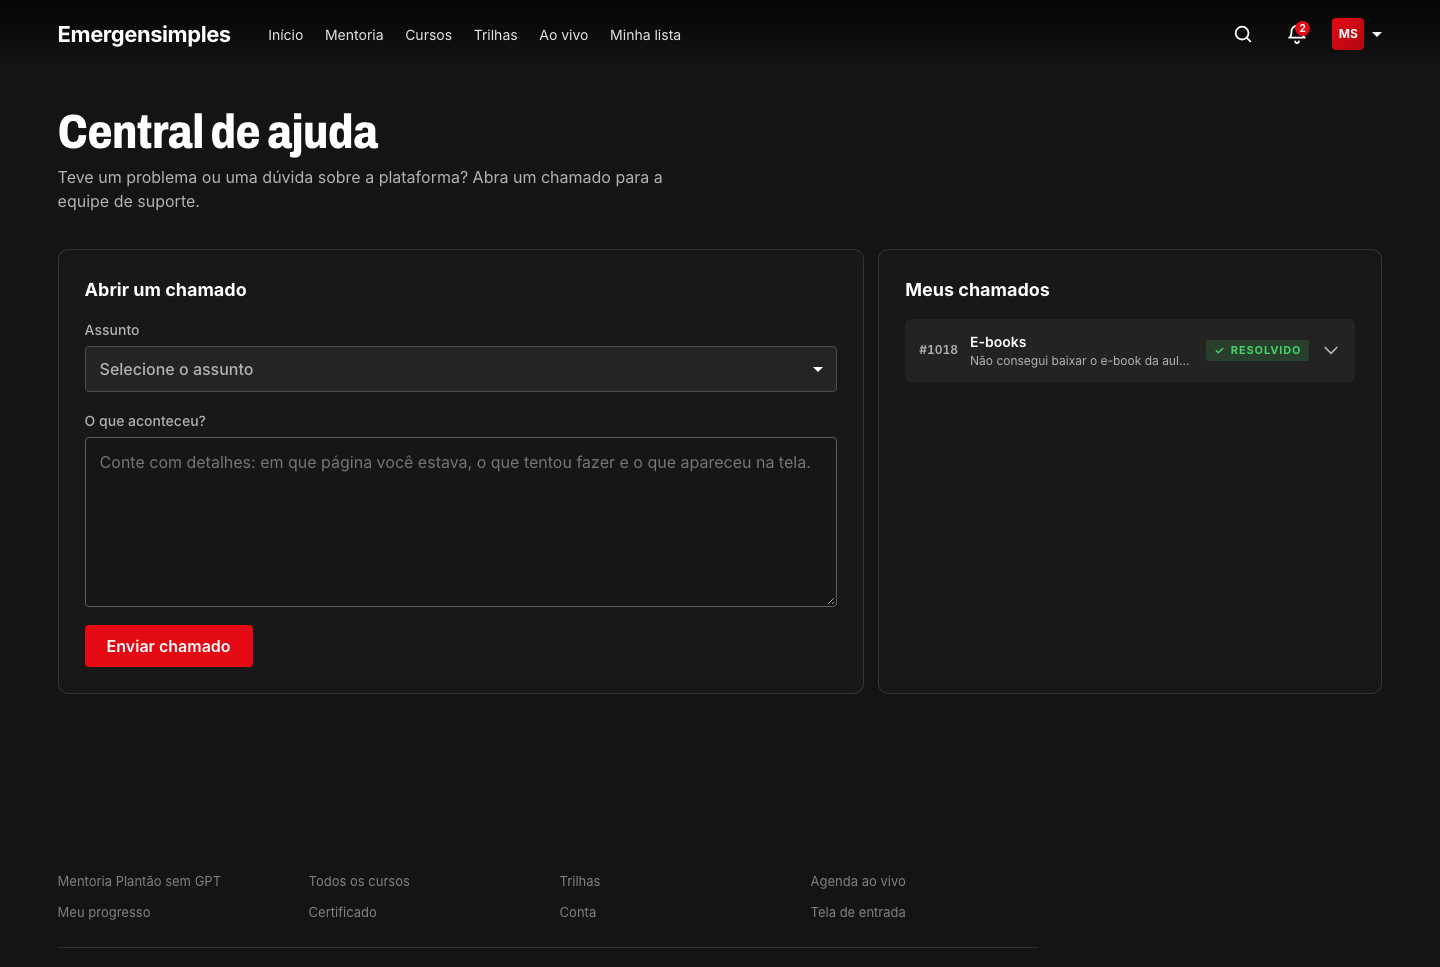 Emergensimples
Início
Mentoria
Cursos
Trilhas
Ao vivo
Minha lista
2
MS
Central de ajuda
Teve um problema ou uma dúvida sobre a plataforma? Abra um chamado para a
equipe de suporte.
Abrir um chamado
Assunto
Selecione o assunto
O que aconteceu?
Conte com detalhes: em que página você estava, o que tentou fazer e o que apareceu na tela.
Enviar chamado
Meus chamados
#1018
E-books
Não consegui baixar o e-book da aul...
RESOLVIDO
Mentoria Plantão sem GPT
Todos os cursos
Trilhas
Agenda ao vivo
Meu progresso
Certificado
Conta
Tela de entrada